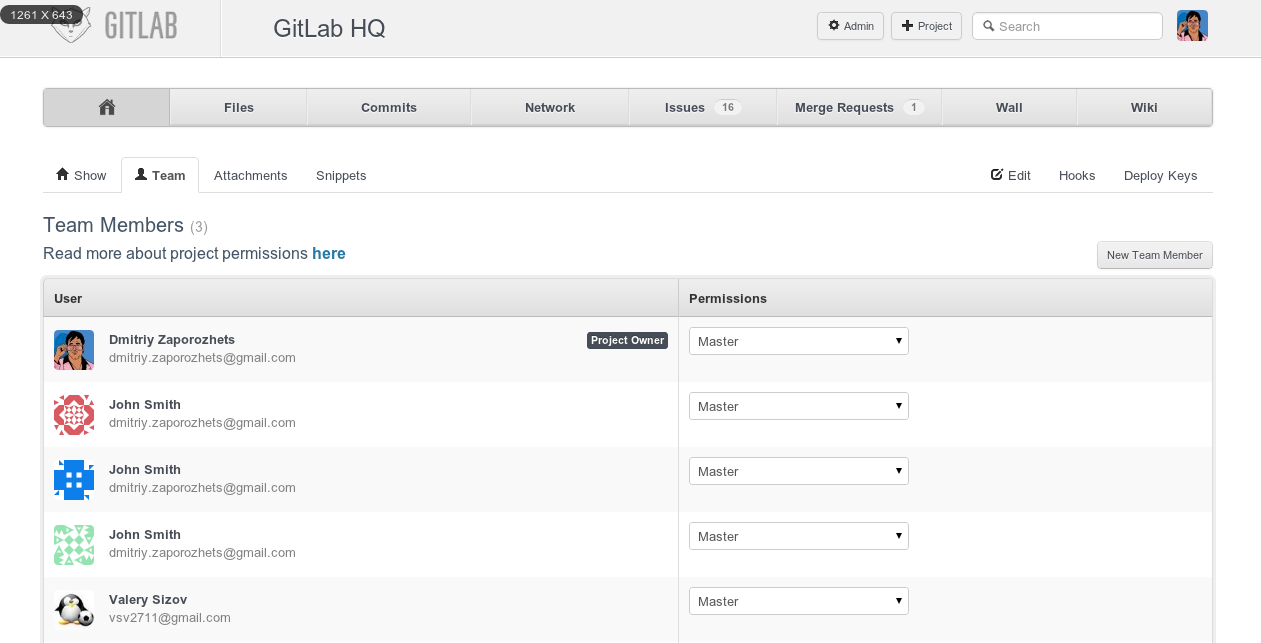 1261 X 643
GITLAB
GitLab HQ
Admin
Project
Search
Files
Commits
Network
Issues 16
Merge Requests 1
Wall
Wiki
Show
Team
Attachments
Snippets
Edit
Hooks
Deploy Keys
Team Members (3)
Read more about project permissions here
New Team Member
User
Permissions
Dmitriy Zaporozhets
Project Owner
Master
dmitriy.zaporozhets@gmail.com
John Smith
Master
dmitriy.zaporozhets@gmail.com
John Smith
Master
dmitriy.zaporozhets@gmail.com
John Smith
Master
dmitriy.zaporozhets@gmail.com
Valery Sizov
Master
vsv2711@gmail.com